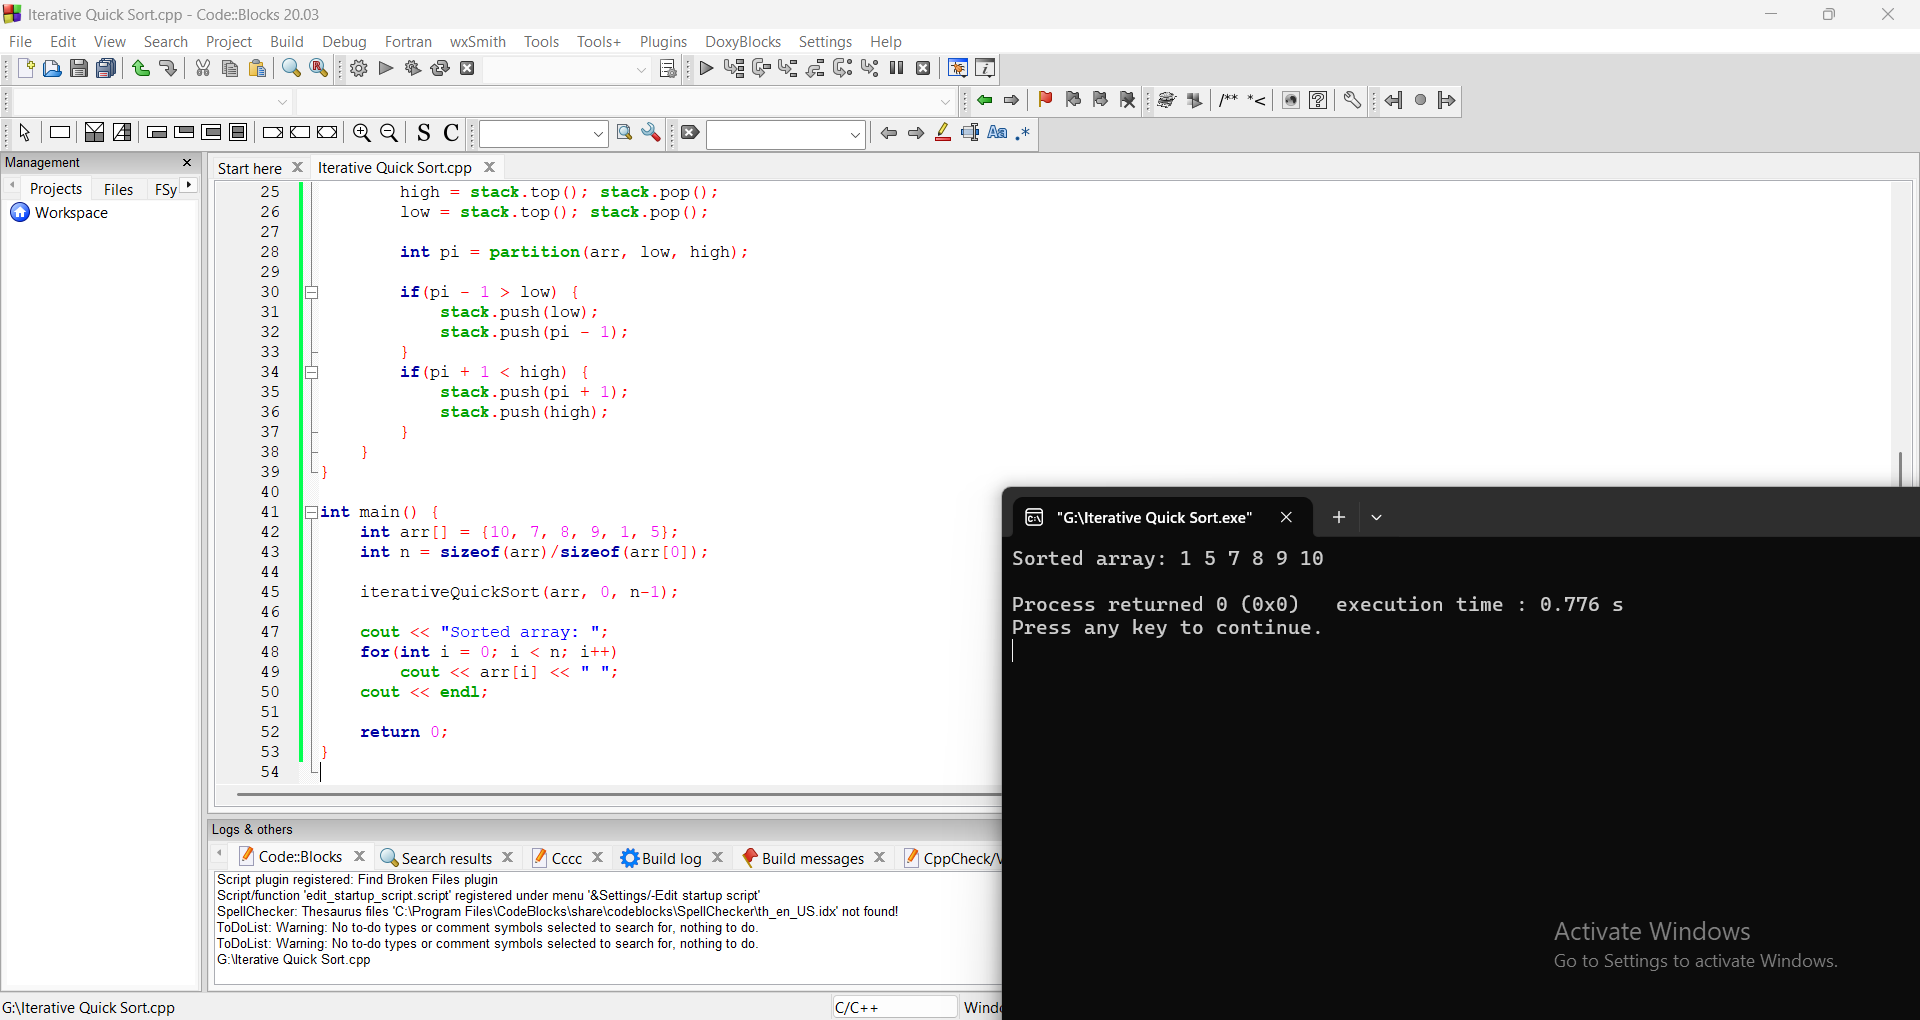 Iterative Quick Sort.cpp - Code::Blocks 20.03
File Edit View Search Project Build Debug Fortran wxSmith Tools Tools+ Plugins DoxyBlocks Settings Help
/** *<
S C Aa .*
Management
Start here Iterative Quick Sort.cpp
Projects Files FSy
Workspace
25 high = stack.top(); stack.pop();
26 low = stack.top(); stack.pop();
27
28 int pi = partition(arr, low, high);
29
30 if(pi - 1 > low) {
31 stack.push(low);
32 stack.push(pi - 1);
33 }
34 if(pi + 1 < high) {
35 stack.push(pi + 1);
36 stack.push(high);
37 }
38 }
39 }
40
41 int main() {
42 int arr[] = {10, 7, 8, 9, 1, 5};
43 int n = sizeof(arr)/sizeof(arr[0]);
44
45 iterativeQuickSort(arr, 0, n-1);
46
47 cout << "Sorted array: ";
48 for(int i = 0; i < n; i++)
49 cout << arr[i] << " ";
50 cout << endl;
51
52 return 0;
53 }
54
"G:\Iterative Quick Sort.exe"
Sorted array: 1 5 7 8 9 10
Process returned 0 (0x0) execution time : 0.776 s
Press any key to continue.
Logs & others
Code::Blocks Search results Cccc Build log Build messages CppCheck/V
Script plugin registered: Find Broken Files plugin
Script/function 'edit_startup_script.script' registered under menu '&Settings/-Edit startup script'
SpellChecker: Thesaurus files 'C:\Program Files\CodeBlocks\share\codeblocks\SpellChecker\th_en_US.idx' not found!
ToDoList: Warning: No to-do types or comment symbols selected to search for, nothing to do.
ToDoList: Warning: No to-do types or comment symbols selected to search for, nothing to do.
G:\Iterative Quick Sort.cpp
Activate Windows
Go to Settings to activate Windows.
G:\Iterative Quick Sort.cpp C/C++ Windo